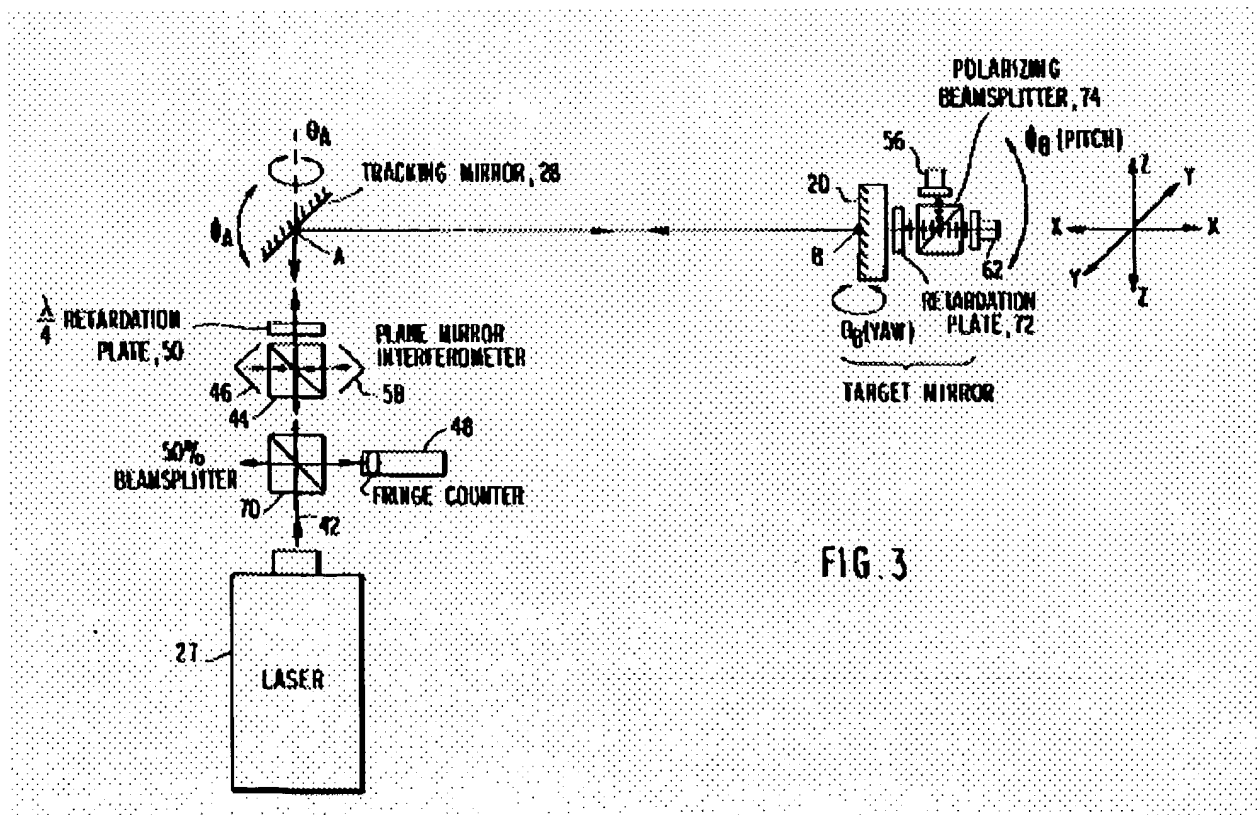 POLARIZING
BEAMSPLITTER, 74
θA
TRACKING MIRROR, 28
56
ϕB (PITCH)
20
Z
Y
ϕA
A
B
X
X
62
Y
Z
λ/4 RETARDATION
PLATE, 50
PLANE MIRROR
INTERFEROMETER
RETARDATION
PLATE, 72
θB (YAW)
46
58
44
TARGET MIRROR
50%
BEAMSPLITTER
48
FRINGE COUNTER
70
42
FIG. 3
27
LASER